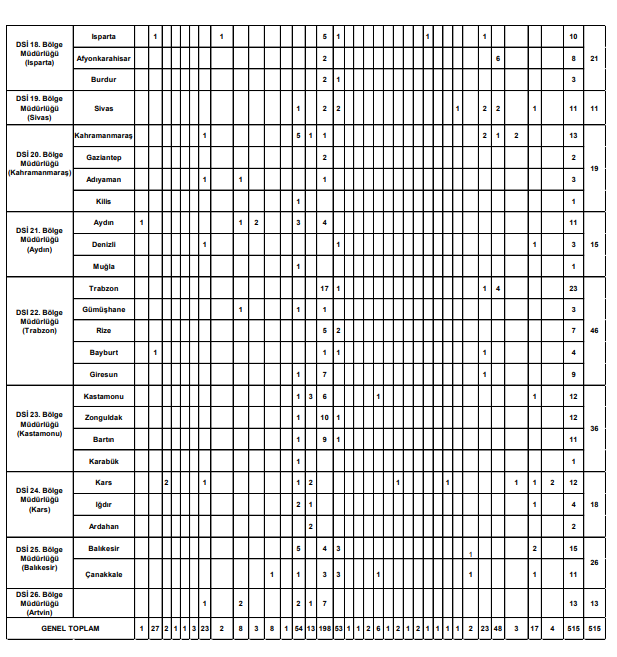 DSİ 18. Bölge
Müdürlüğü
(Isparta)
Isparta 1 1 5 1 1 1 10
Afyonkarahisar 2 6 8 21
Burdur 2 1 3
DSİ 19. Bölge
Müdürlüğü
(Sivas)
Sivas 1 2 2 1 2 2 1 11 11
DSİ 20. Bölge
Müdürlüğü
(Kahramanmaraş)
Kahramanmaraş 1 5 1 1 2 1 2 13
Gaziantep 2 2
19
Adıyaman 1 1 1 3
Kilis 1 1
DSİ 21. Bölge
Müdürlüğü
(Aydın)
Aydın 1 1 2 3 4 11
Denizli 1 1 1 3 15
Muğla 1 1
DSİ 22. Bölge
Müdürlüğü
(Trabzon)
Trabzon 17 1 1 4 23
Gümüşhane 1 1 1 3
Rize 5 2 7 46
Bayburt 1 1 1 1 4
Giresun 1 7 1 9
DSİ 23. Bölge
Müdürlüğü
(Kastamonu)
Kastamonu 1 3 6 1 1 12
Zonguldak 1 10 1 12
36
Bartın 1 9 1 11
Karabük 1 1
DSİ 24. Bölge
Müdürlüğü
(Kars)
Kars 2 1 1 2 1 1 1 1 2 12
Iğdır 2 1 1 4 18
Ardahan 2 2
DSİ 25. Bölge
Müdürlüğü
(Balıkesir)
Balıkesir 5 4 3 1 2 15
26
Çanakkale 1 1 3 3 1 1 1 11
DSİ 26. Bölge
Müdürlüğü
(Artvin)
1 2 2 1 7 13 13
GENEL TOPLAM 1 27 2 1 1 3 23 2 8 3 8 1 54 13 198 53 1 1 2 6 1 2 1 2 1 1 1 1 2 23 48 3 17 4 515 515